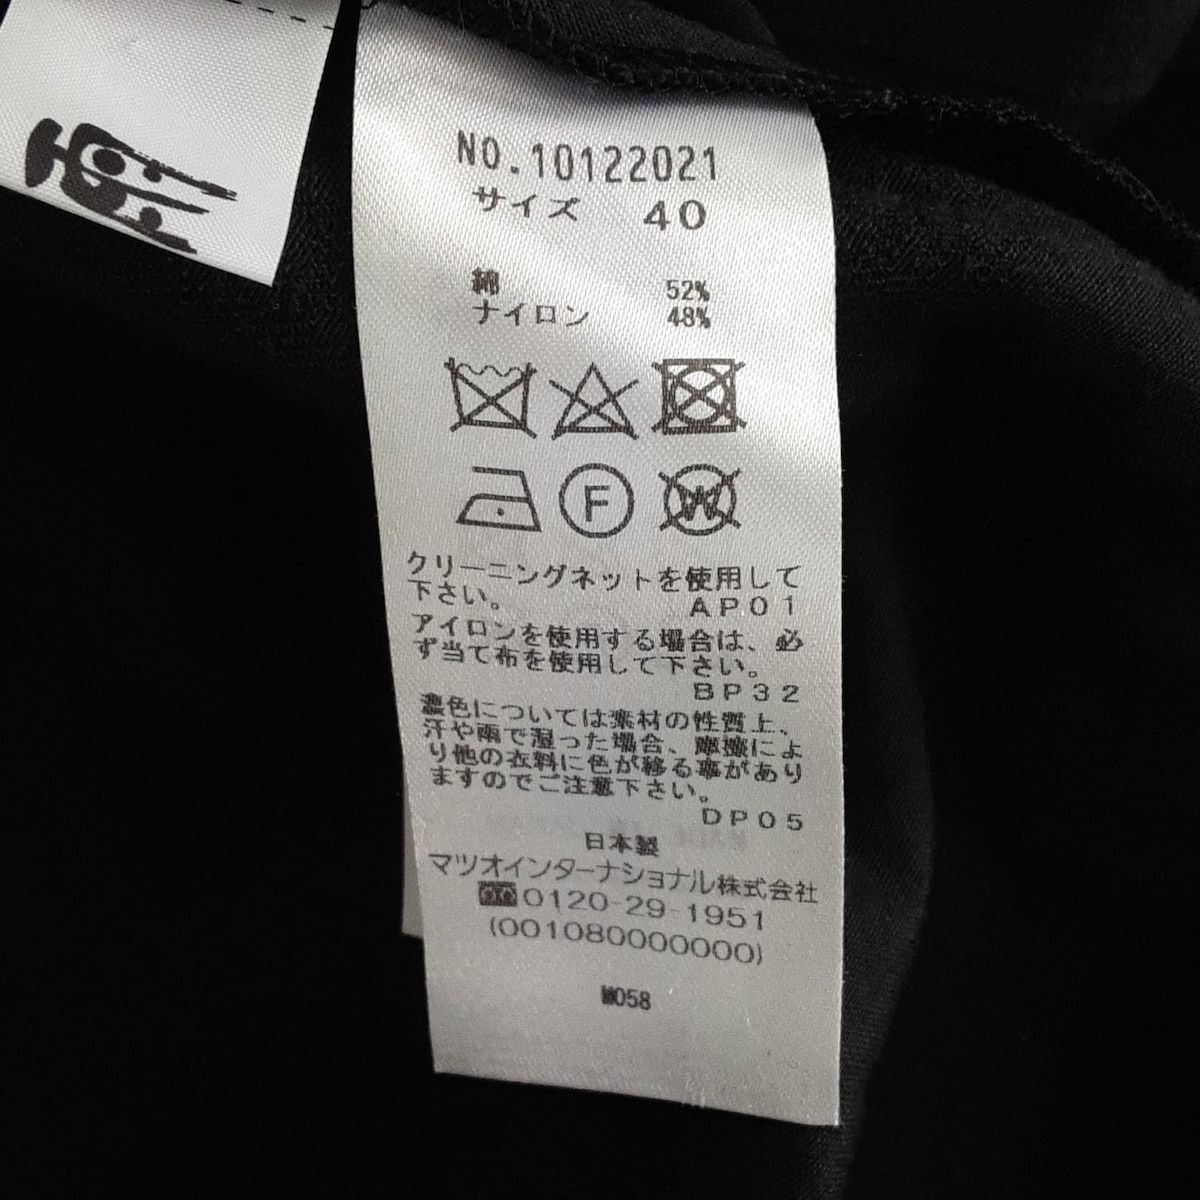 NO.10122021
サイズ 40
綿 52%
ナイロン 48%
F
W
クリーニングネットを使用して
下さい。 AP01
アイロンを使用する場合は、必
ず当て布を使用して下さい。
BP32
濃色については素材の性質上、
汗や雨で湿った場合、摩擦によ
り他の衣料に色が移る事があり
ますのでご注意下さい。
DP05
日本製
マツオインターナショナル株式会社
0120-29-1951
(001080000000)
M058